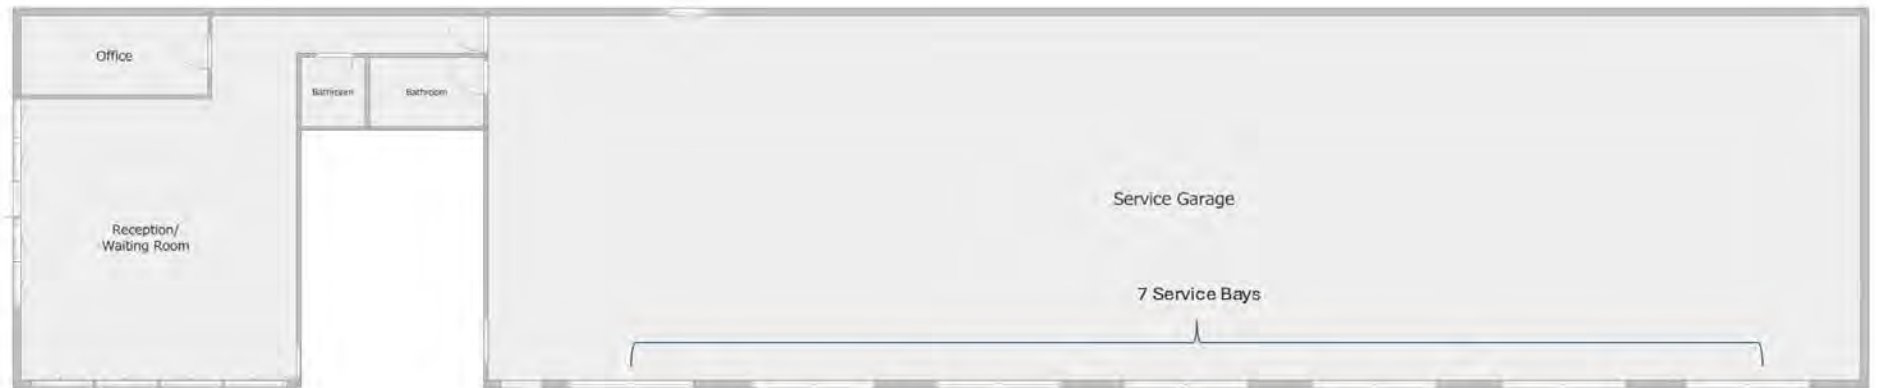 Office
Bathroom
Bathroom
Service Garage
Reception/
Waiting Room
7 Service Bays